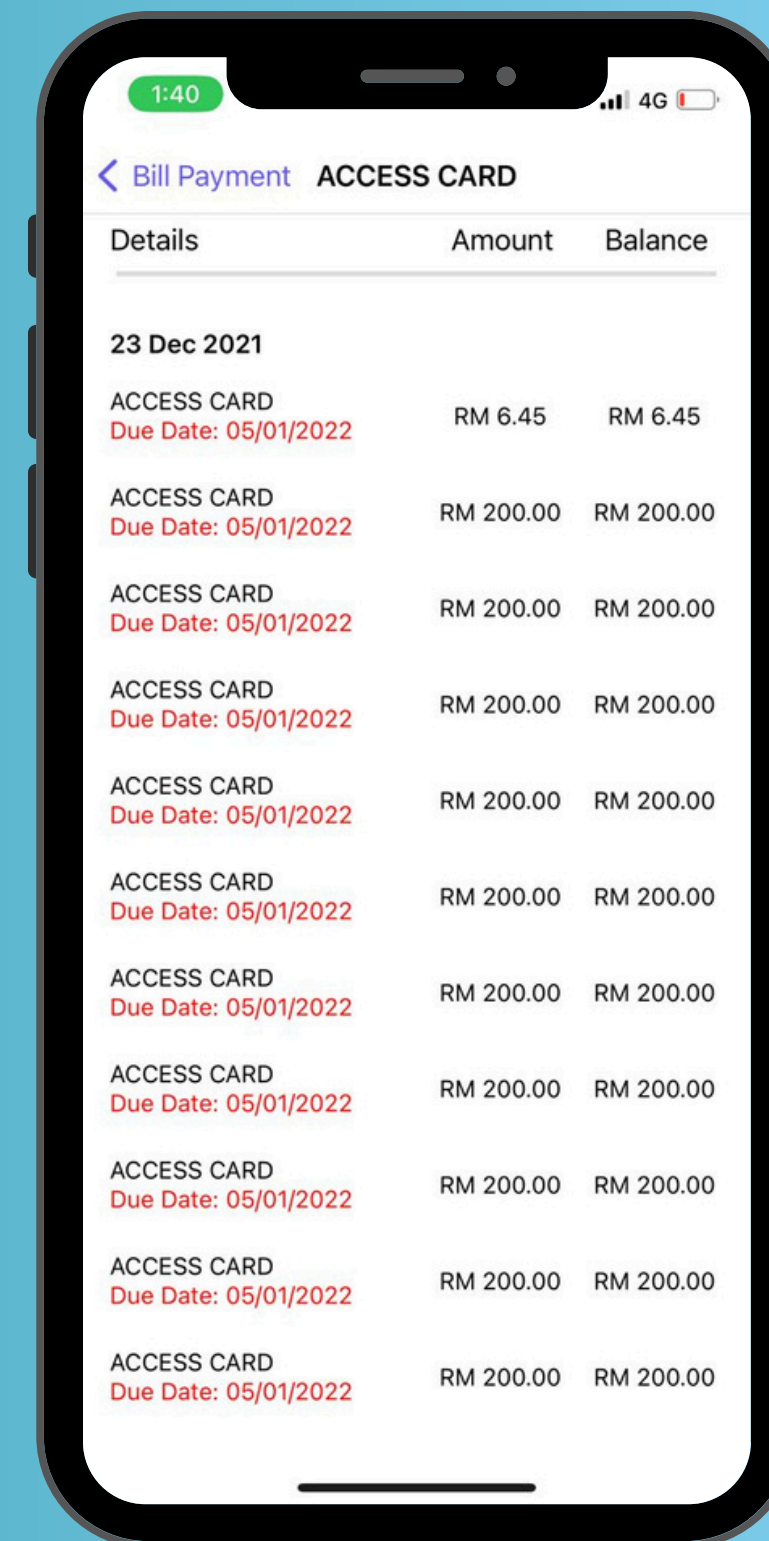 1:40
4G
Bill Payment ACCESS CARD
Details Amount Balance
23 Dec 2021
ACCESS CARD
Due Date: 05/01/2022 RM 6.45 RM 6.45
ACCESS CARD
Due Date: 05/01/2022 RM 200.00 RM 200.00
ACCESS CARD
Due Date: 05/01/2022 RM 200.00 RM 200.00
ACCESS CARD
Due Date: 05/01/2022 RM 200.00 RM 200.00
ACCESS CARD
Due Date: 05/01/2022 RM 200.00 RM 200.00
ACCESS CARD
Due Date: 05/01/2022 RM 200.00 RM 200.00
ACCESS CARD
Due Date: 05/01/2022 RM 200.00 RM 200.00
ACCESS CARD
Due Date: 05/01/2022 RM 200.00 RM 200.00
ACCESS CARD
Due Date: 05/01/2022 RM 200.00 RM 200.00
ACCESS CARD
Due Date: 05/01/2022 RM 200.00 RM 200.00
ACCESS CARD
Due Date: 05/01/2022 RM 200.00 RM 200.00